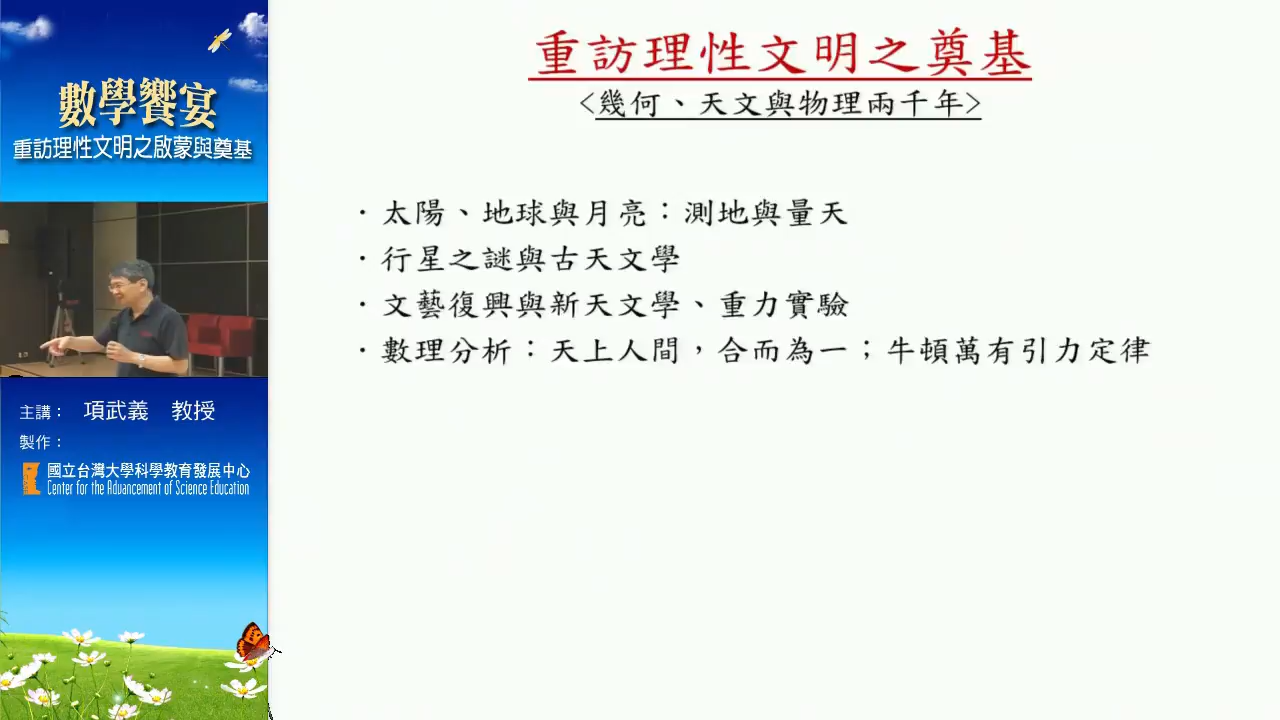 數學饗宴
重訪理性文明之啟蒙與奠基
主講： 項武義 教授
製作：
國立台灣大學科學教育發展中心
Center for the Advancement of Science Education
重訪理性文明之奠基
<幾何、天文與物理兩千年>
· 太陽、地球與月亮：測地與量天
· 行星之謎與古天文學
· 文藝復興與新天文學、重力實驗
· 數理分析：天上人間，合而為一；牛頓萬有引力定律